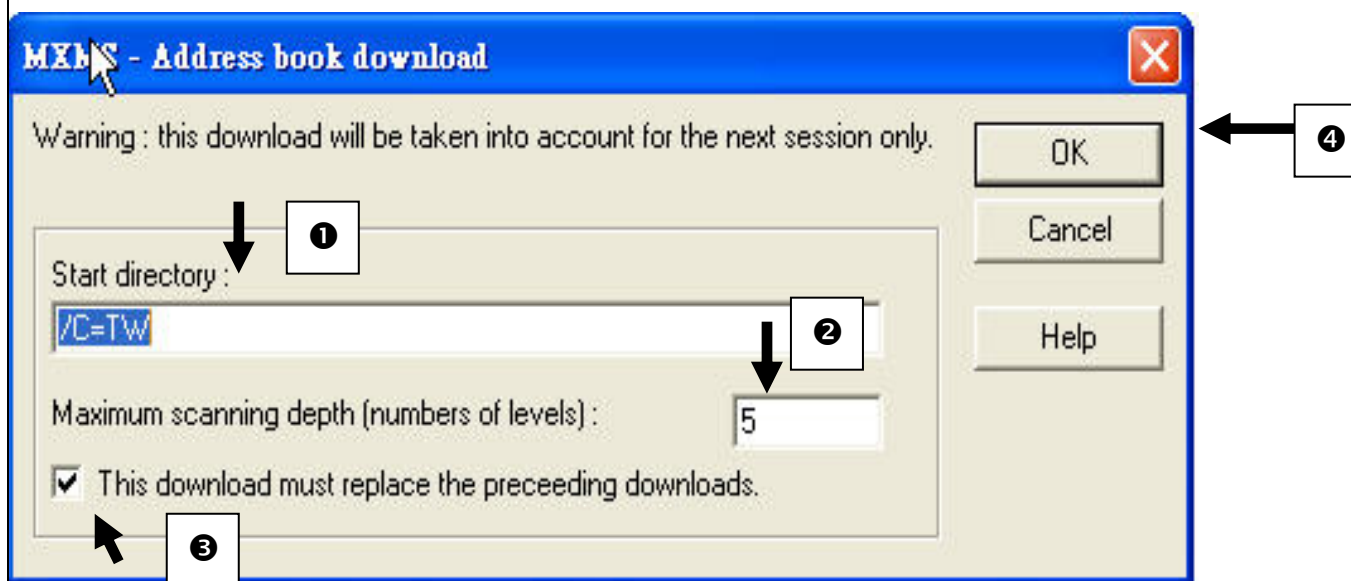 MXMS - Address book download
Warning : this download will be taken into account for the next session only.
OK
❹
Cancel
❶
Start directory :
/C=TW
❷
Help
Maximum scanning depth (numbers of levels) :
5
This download must replace the preceeding downloads.
❸